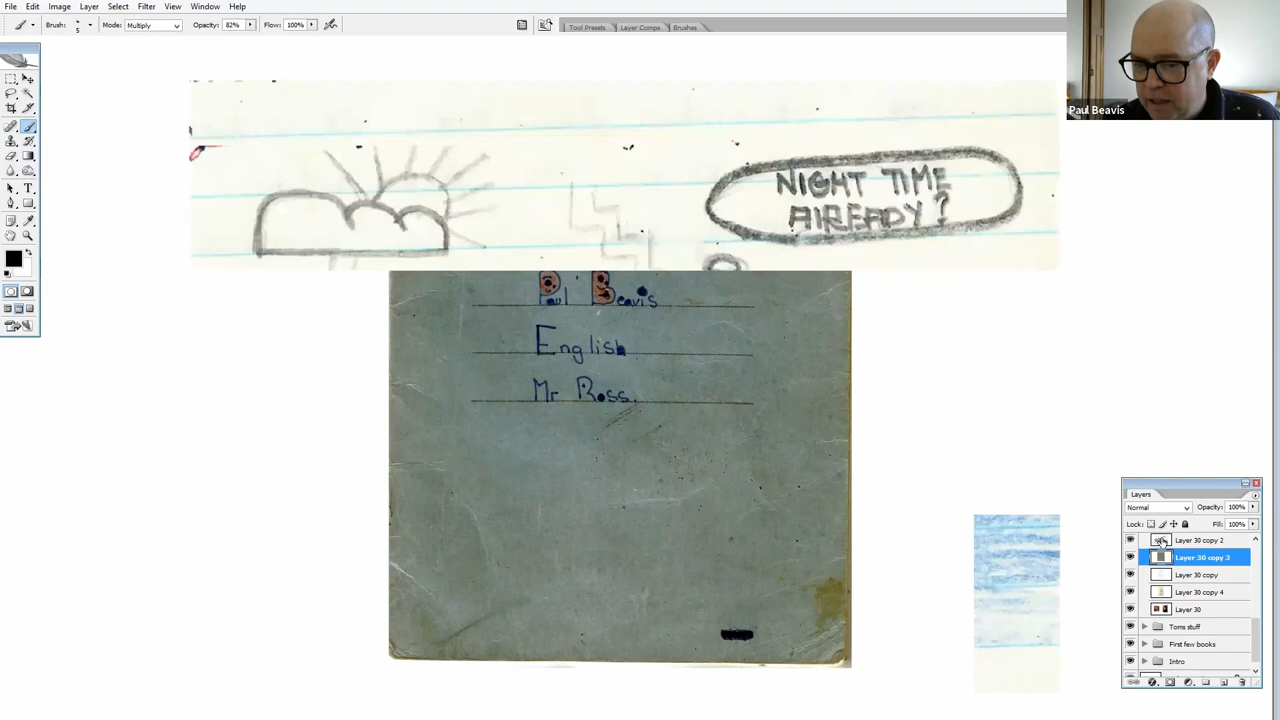 File Edit Image Layer Select Filter View Window Help
Brush: 5 Mode: Multiply Opacity: 82% Flow: 100% Tool Presets Layer Comps Brushes
Paul Beavis
NIGHT TIME
AlREADY?
Paul Beavis
English
Mr Ross.
Layers
Normal Opacity: 100%
Lock: Fill: 100%
Layer 30 copy 2
Layer 30 copy 3
Layer 30 copy
Layer 30 copy 4
Layer 30
Toms stuff
First few books
Intro